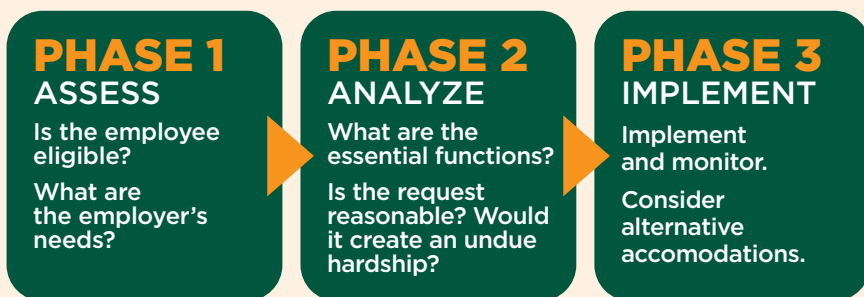 PHASE 1
ASSESS
Is the employee
eligible?
What are
the employer's
needs?
PHASE 2
ANALYZE
What are the
essential functions?
Is the request
reasonable? Would
it create an undue
hardship?
PHASE 3
IMPLEMENT
Implement
and monitor.
Consider
alternative
accomodations.